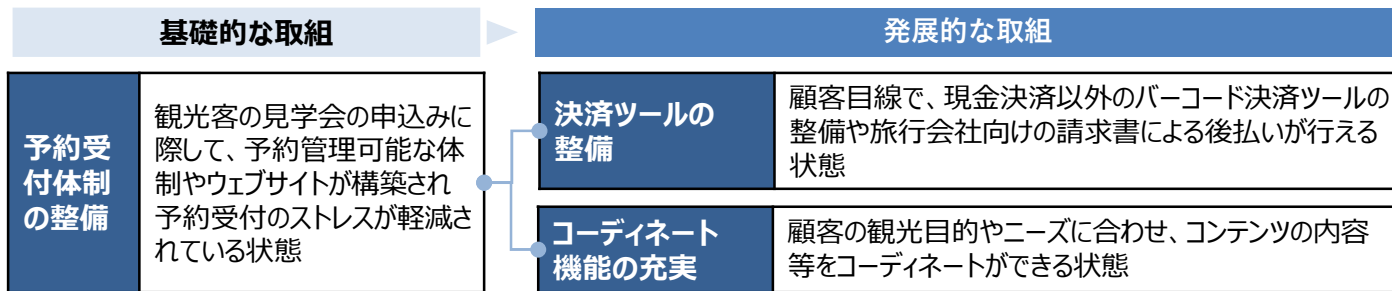 基礎的な取組
発展的な取組
予約受
付体制
の整備
観光客の見学会の申込みに
際して、予約管理可能な体
制やウェブサイトが構築され
予約受付のストレスが軽減さ
れている状態
決済ツールの
整備
顧客目線で、現金決済以外のバーコード決済ツールの
整備や旅行会社向けの請求書による後払いが行える
状態
コーディネート
機能の充実
顧客の観光目的やニーズに合わせ、コンテンツの内容
等をコーディネートができる状態